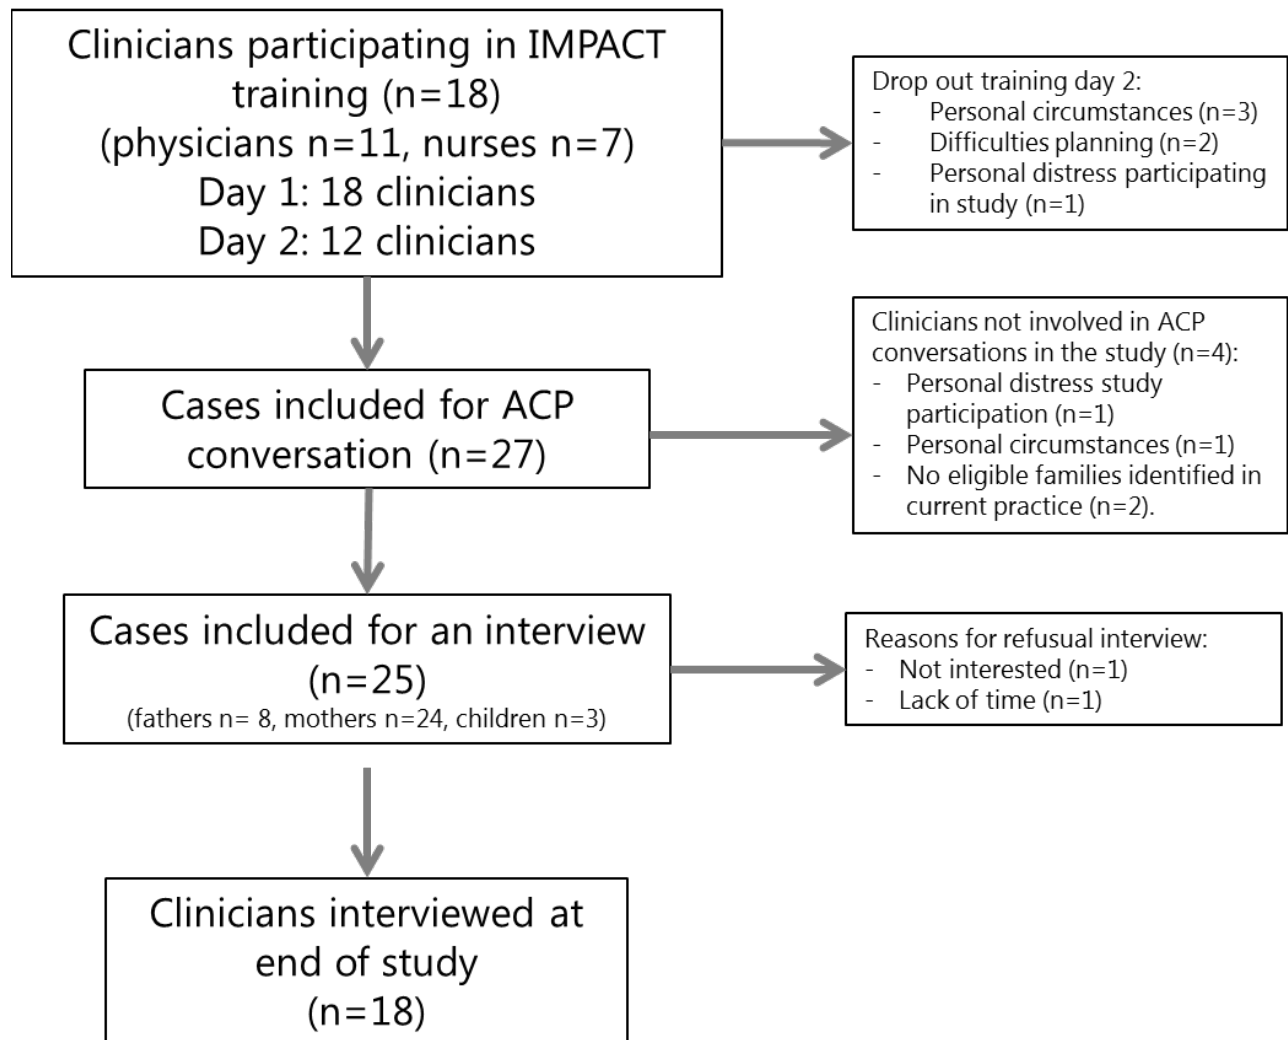 Clinicians participating in IMPACT
training (n=18)
(physicians n=11, nurses n=7)
Day 1: 18 clinicians
Day 2: 12 clinicians
Drop out training day 2:
- Personal circumstances (n=3)
- Difficulties planning (n=2)
- Personal distress participating
in study (n=1)
Cases included for ACP
conversation (n=27)
Clinicians not involved in ACP
conversations in the study (n=4):
- Personal distress study
participation (n=1)
- Personal circumstances (n=1)
- No eligible families identified in
current practice (n=2).
Cases included for an interview
(n=25)
(fathers n= 8, mothers n=24, children n=3)
Reasons for refusual interview:
- Not interested (n=1)
- Lack of time (n=1)
Clinicians interviewed at
end of study
(n=18)